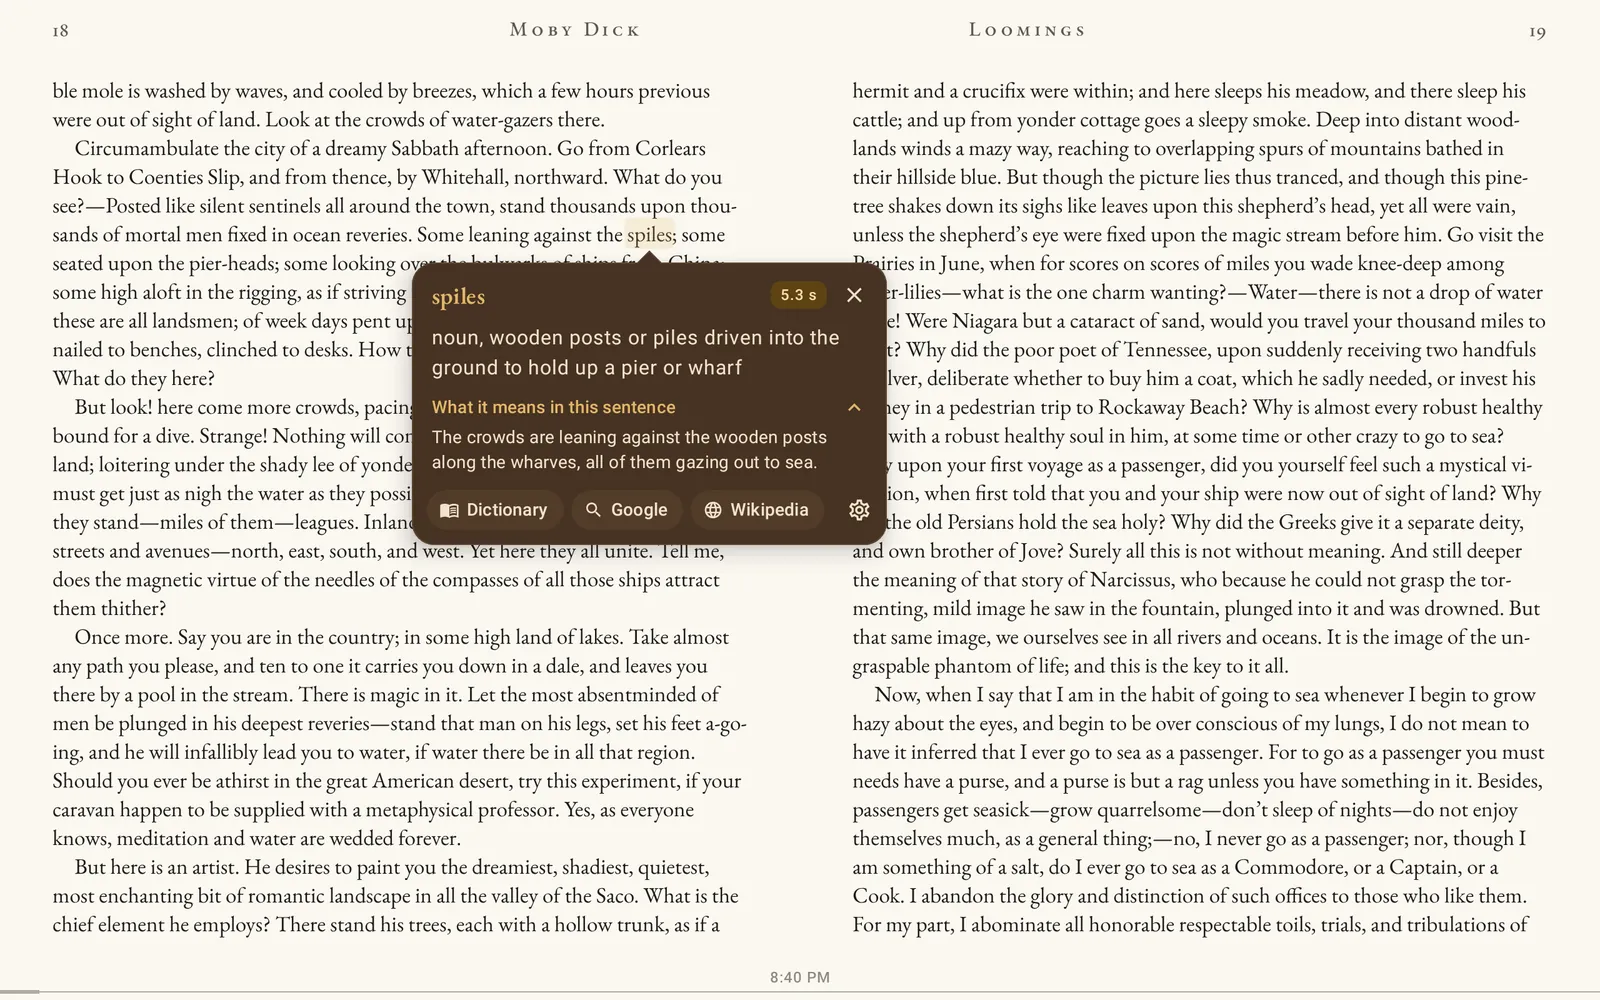 18
Moby Dick
ble mole is washed by waves, and cooled by breezes, which a few hours previous
were out of sight of land. Look at the crowds of water-gazers there.
Circumambulate the city of a dreamy Sabbath afternoon. Go from Corlears
Hook to Coenties Slip, and from thence, by Whitehall, northward. What do you
see?—Posted like silent sentinels all around the town, stand thousands upon thou-
sands of mortal men fixed in ocean reveries. Some leaning against the spiles; some
seated upon the pier-heads; some looking over the bulwarks of ships from China;
some high aloft in the rigging, as if striving
these are all landsmen; of week days pent up
nailed to benches, clinched to desks. How
What do they here?
But look! here come more crowds, pacing
bound for a dive. Strange! Nothing will
land; loitering under the shady lee of
must get just as nigh the water as they
they stand—miles of them—leagues.
streets and avenues—north, east, south, and west. Yet here they all unite. Tell me,
does the magnetic virtue of the needles of the compasses of all those ships attract
them thither?
Once more. Say you are in the country; in some high land of lakes. Take almost
any path you please, and ten to one it carries you down in a dale, and leaves you
there by a pool in the stream. There is magic in it. Let the most absentminded of
men be plunged in his deepest reveries—stand that man on his legs, set his feet a-go-
ing, and he will infallibly lead you to water, if water there be in all that region.
Should you ever be athirst in the great American desert, try this experiment, if your
caravan happen to be supplied with a metaphysical professor. Yes, as everyone
knows, meditation and water are wedded forever.
But here is an artist. He desires to paint you the dreamiest, shadiest, quietest,
most enchanting bit of romantic landscape in all the valley of the Saco. What is the
chief element he employs? There stand his trees, each with a hollow trunk, as if a
spiles
5.3 s
noun, wooden posts or piles driven into the
ground to hold up a pier or wharf
What it means in this sentence
The crowds are leaning against the wooden posts
along the wharves, all of them gazing out to sea.
Dictionary
Google
Wikipedia
Loomings
19
hermit and a crucifix were within; and here sleeps his meadow, and there sleep his
cattle; and up from yonder cottage goes a sleepy smoke. Deep into distant wood-
lands winds a mazy way, reaching to overlapping spurs of mountains bathed in
their hillside blue. But though the picture lies thus tranced, and though this pine-
tree shakes down its sighs like leaves upon this shepherd’s head, yet all were vain,
unless the shepherd’s eye were fixed upon the magic stream before him. Go visit the
Prairies in June, when for scores on scores of miles you wade knee-deep among
er-lilies—what is the one charm wanting?—Water—there is not a drop of water
e! Were Niagara but a cataract of sand, would you travel your thousand miles to
t? Why did the poor poet of Tennessee, upon suddenly receiving two handfuls
lver, deliberate whether to buy him a coat, which he sadly needed, or invest his
ney in a pedestrian trip to Rockaway Beach? Why is almost every robust healthy
with a robust healthy soul in him, at some time or other crazy to go to sea?
y upon your first voyage as a passenger, did you yourself feel such a mystical vi-
ion, when first told that you and your ship were now out of sight of land? Why
the old Persians hold the sea holy? Why did the Greeks give it a separate deity,
and own brother of Jove? Surely all this is not without meaning. And still deeper
the meaning of that story of Narcissus, who because he could not grasp the tor-
menting, mild image he saw in the fountain, plunged into it and was drowned. But
that same image, we ourselves see in all rivers and oceans. It is the image of the un-
graspable phantom of life; and this is the key to it all.
Now, when I say that I am in the habit of going to sea whenever I begin to grow
hazy about the eyes, and begin to be over conscious of my lungs, I do not mean to
have it inferred that I ever go to sea as a passenger. For to go as a passenger you must
needs have a purse, and a purse is but a rag unless you have something in it. Besides,
passengers get seasick—grow quarrelsome—don’t sleep of nights—do not enjoy
themselves much, as a general thing;—no, I never go as a passenger; nor, though I
am something of a salt, do I ever go to sea as a Commodore, or a Captain, or a
Cook. I abandon the glory and distinction of such offices to those who like them.
For my part, I abominate all honorable respectable toils, trials, and tribulations of
8:40 PM